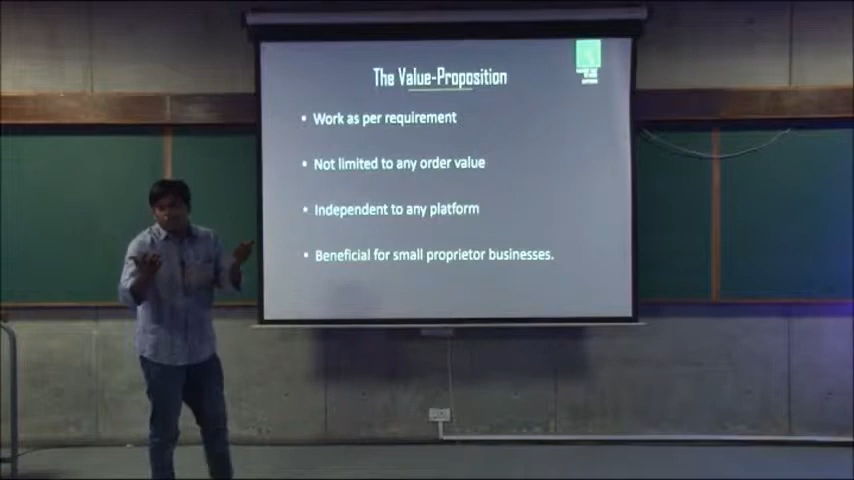 The Value-Proposition
• Work as per requirement
• Not limited to any order value
• Independent to any platform
• Beneficial for small proprietor businesses.